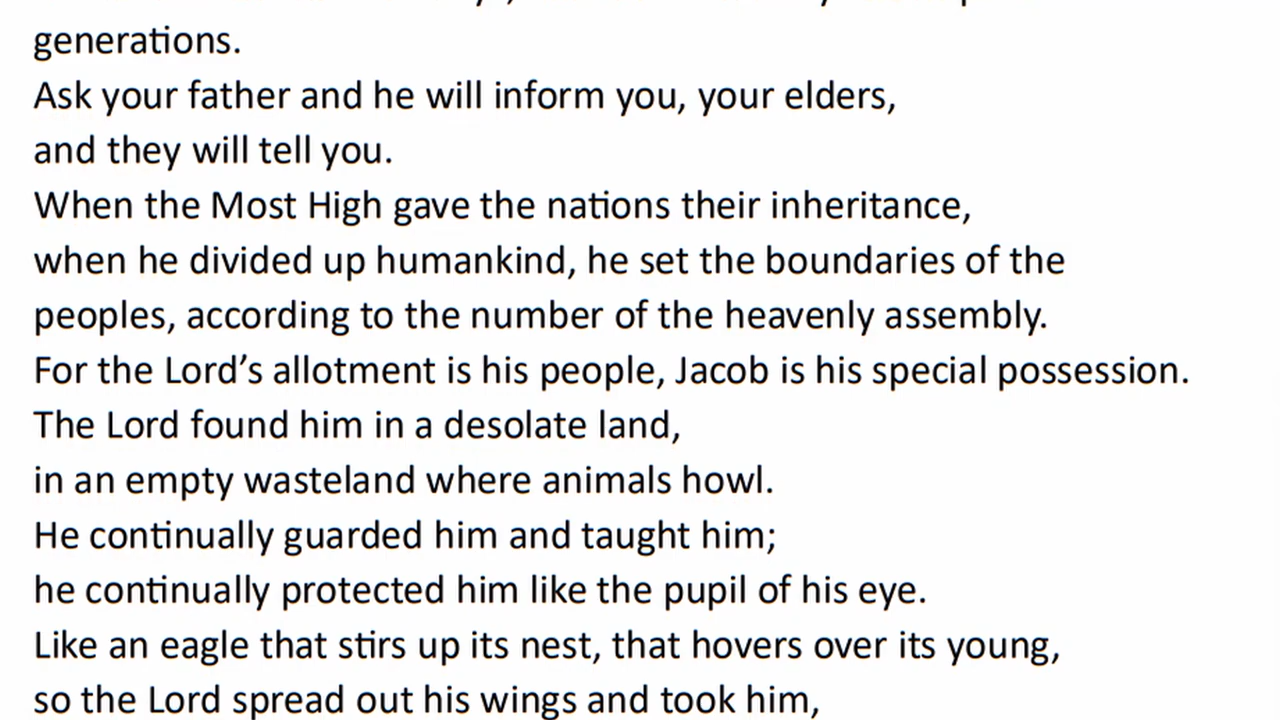 generations.
Ask your father and he will inform you, your elders,
and they will tell you.
When the Most High gave the nations their inheritance,
when he divided up humankind, he set the boundaries of the
peoples, according to the number of the heavenly assembly.
For the Lord’s allotment is his people, Jacob is his special possession.
The Lord found him in a desolate land,
in an empty wasteland where animals howl.
He continually guarded him and taught him;
he continually protected him like the pupil of his eye.
Like an eagle that stirs up its nest, that hovers over its young,
so the Lord spread out his wings and took him,